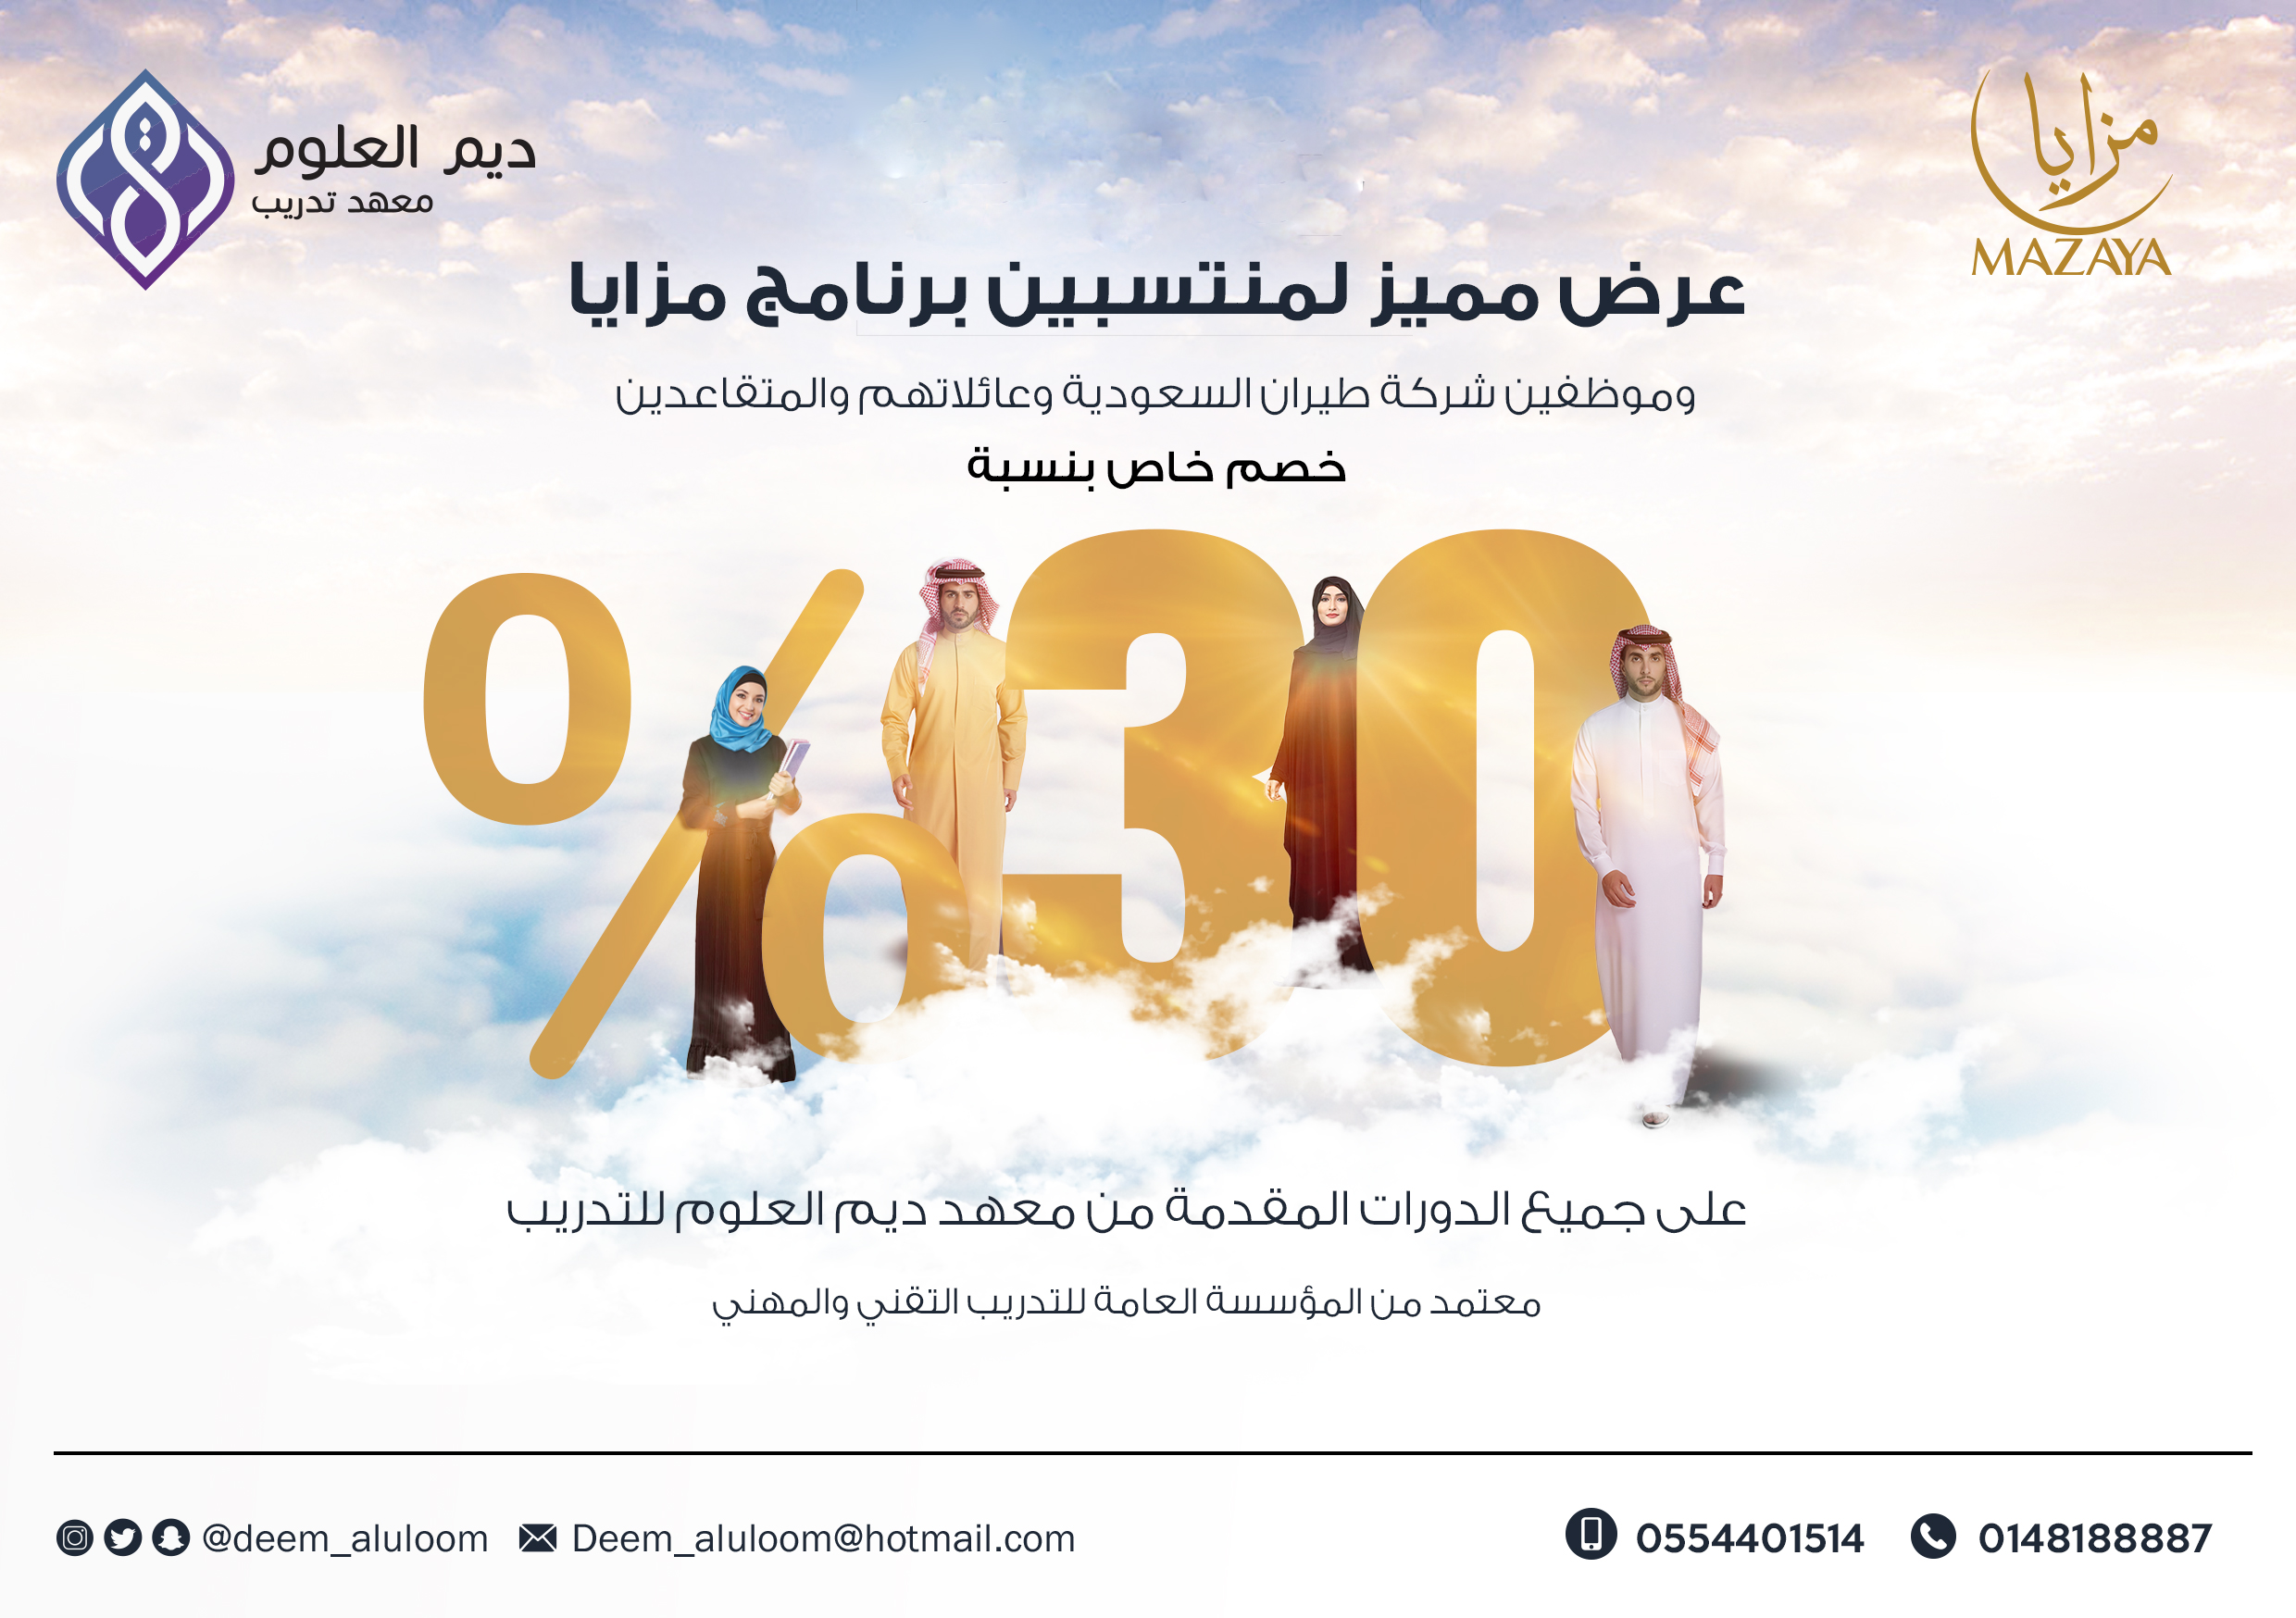 ديم العلوم
معهد تدريب
مزايا
MAZAYA
عرض مميز لمنتسبين برنامج مزايا
وموظفين شركة طيران السعودية وعائلاتهم والمتقاعدين
خصم خاص بنسبة
%30
على جميع الدورات المقدمة من معهد ديم العلوم للتدريب
معتمد من المؤسسة العامة للتدريب التقني والمهني
@deem_aluloom Deem_aluloom@hotmail.com 0554401514 0148188887